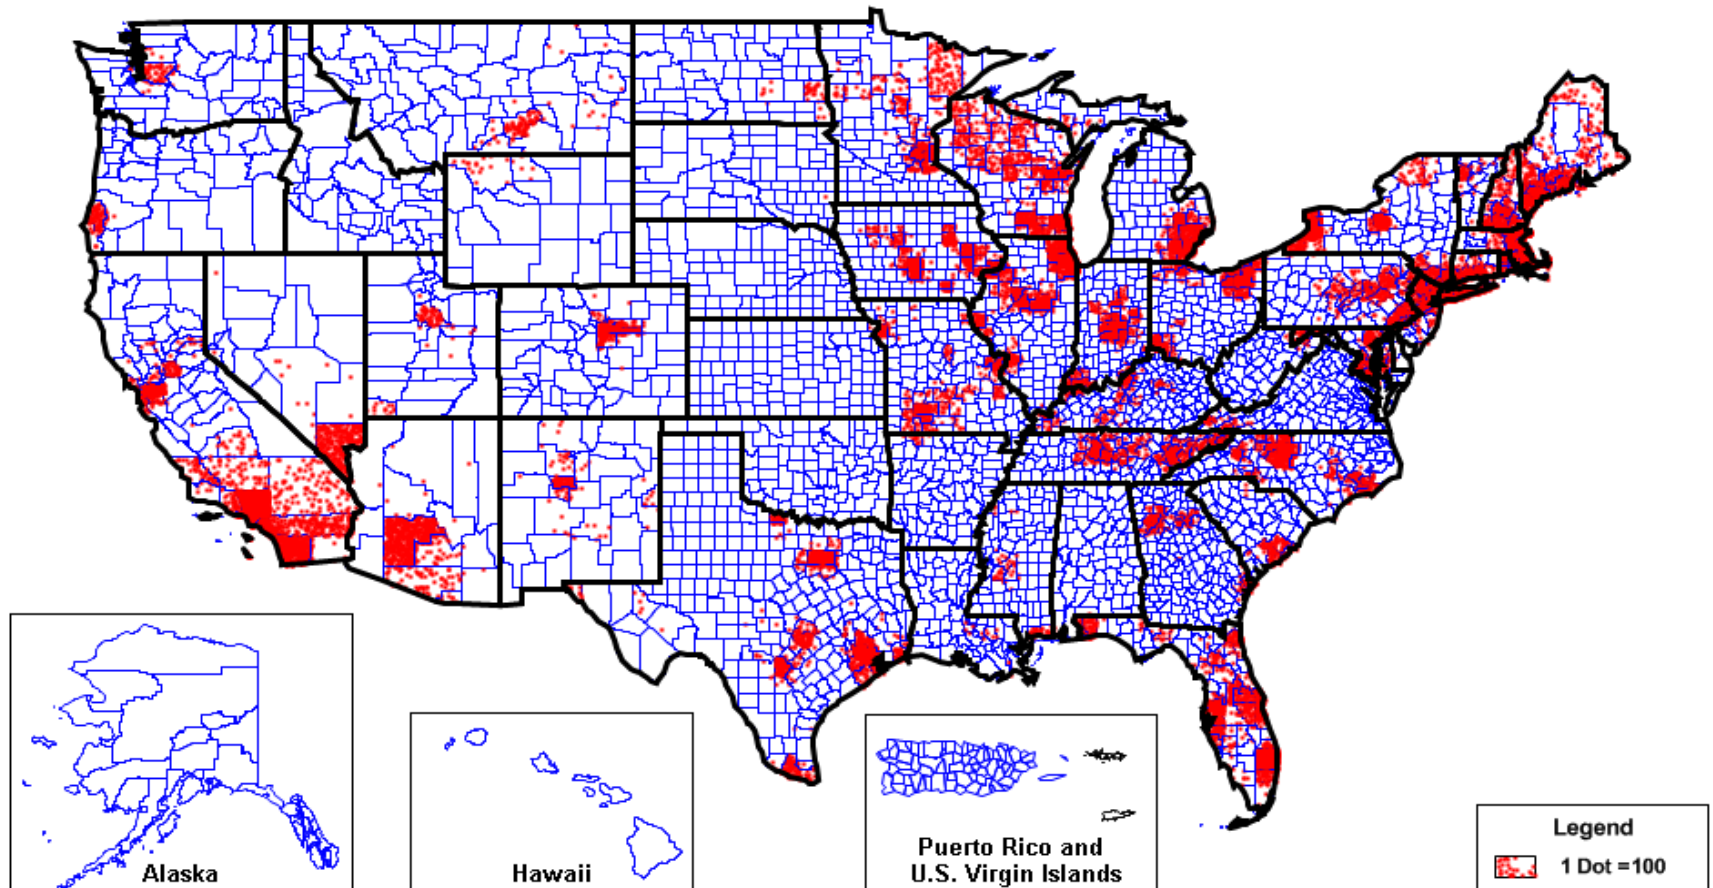 Alaska
Hawaii
Puerto Rico and
U.S. Virgin Islands
Legend
1 Dot =100